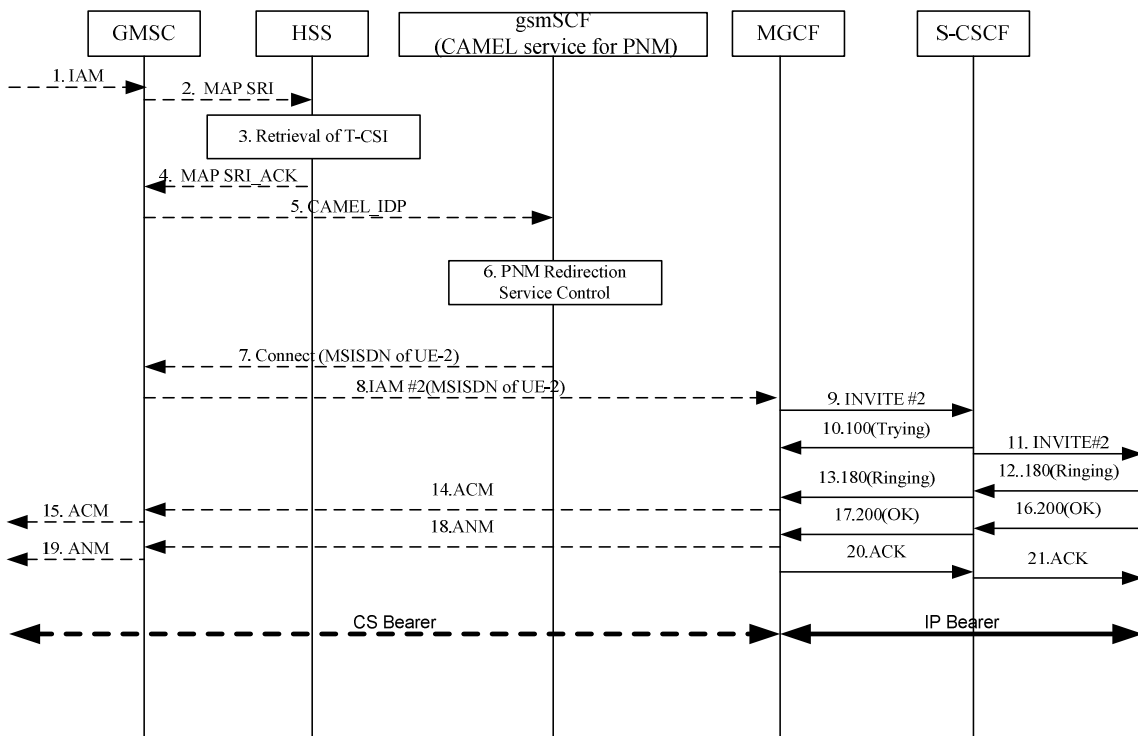 GMSC
HSS
gsmSCF
(CAMEL service for PNM)
MGCF
S-CSCF
1. IAM
2. MAP SRI
3. Retrieval of T-CSI
4. MAP SRI_ACK
5. CAMEL_IDP
6. PNM Redirection
Service Control
7. Connect (MSISDN of UE-2)
8.IAM #2(MSISDN of UE-2)
9. INVITE #2
10.100(Trying)
11. INVITE#2
12..180(Ringing)
13.180(Ringing)
14.ACM
15. ACM
16.200(OK)
17.200(OK)
18.ANM
19. ANM
20.ACK
21.ACK
CS Bearer
IP Bearer